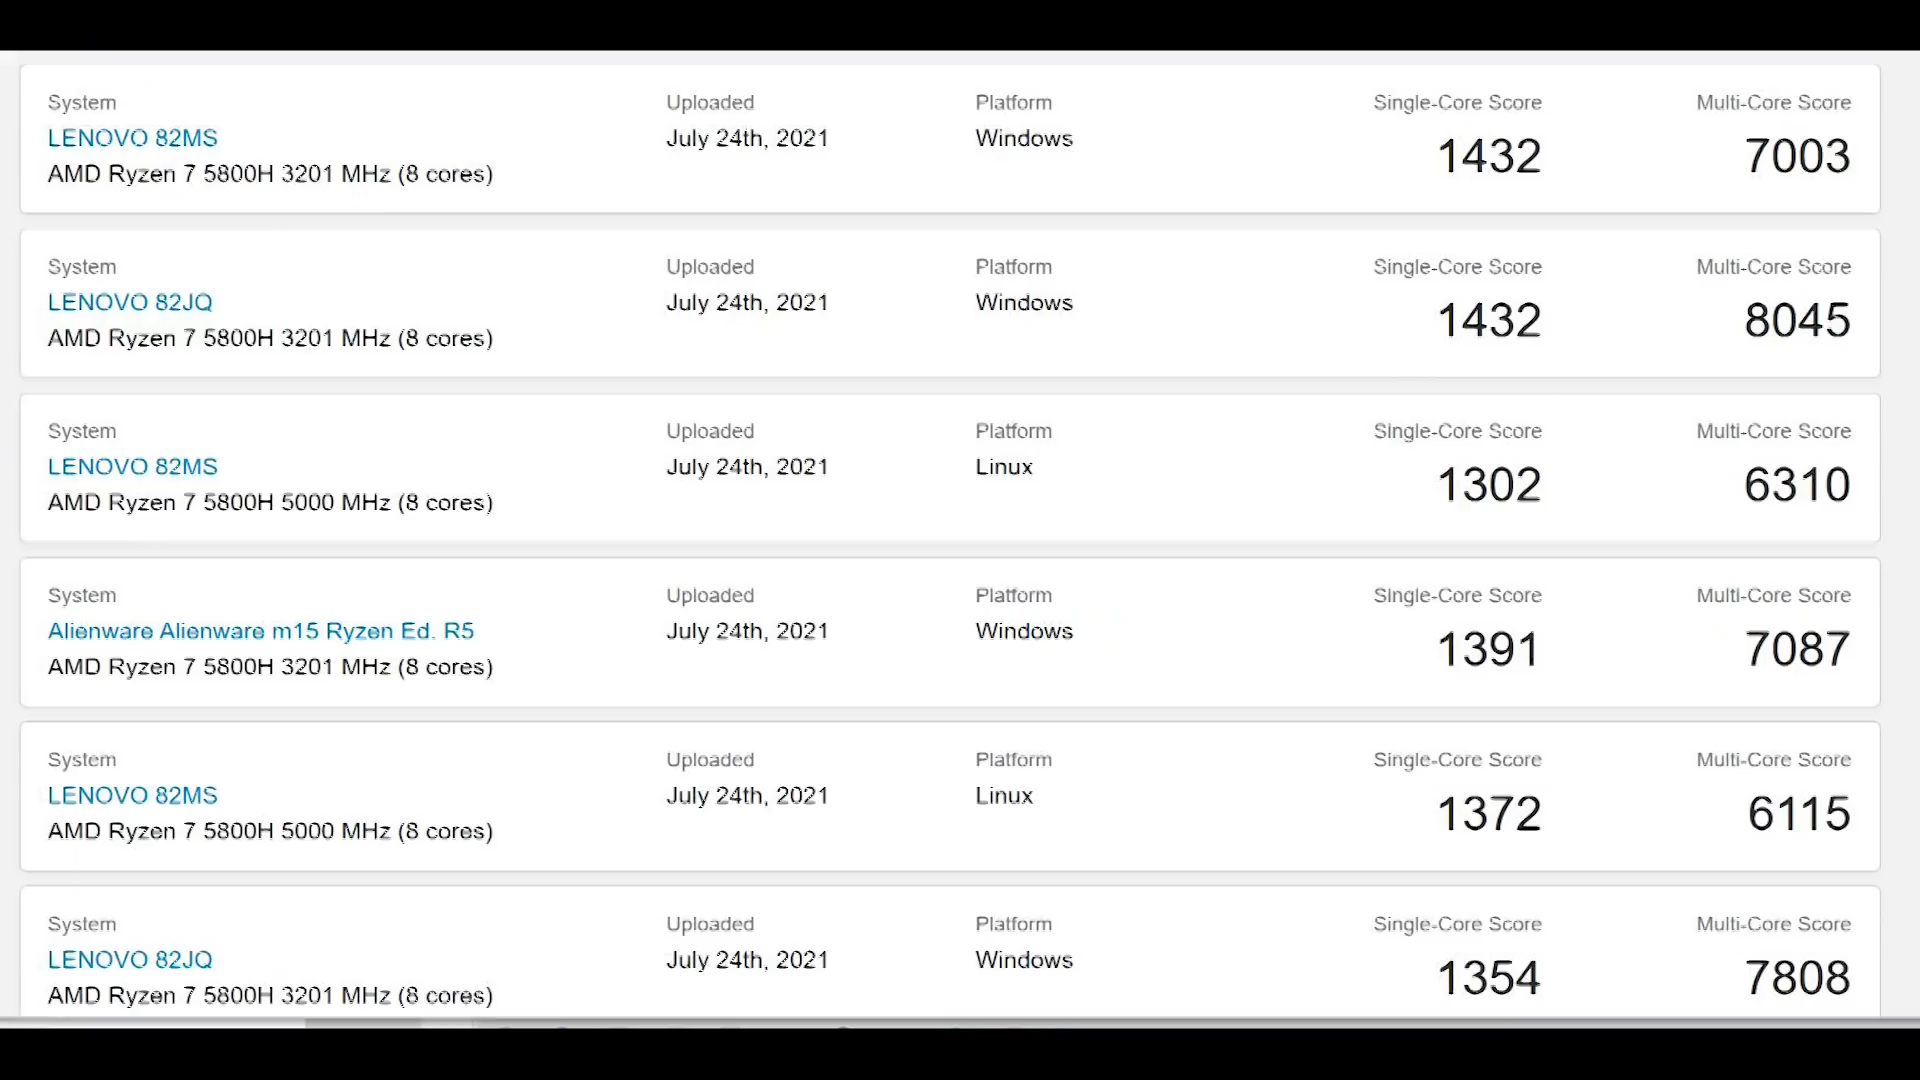 System Uploaded Platform Single-Core Score Multi-Core Score
LENOVO 82MS July 24th, 2021 Windows 1432 7003
AMD Ryzen 7 5800H 3201 MHz (8 cores)
System Uploaded Platform Single-Core Score Multi-Core Score
LENOVO 82JQ July 24th, 2021 Windows 1432 8045
AMD Ryzen 7 5800H 3201 MHz (8 cores)
System Uploaded Platform Single-Core Score Multi-Core Score
LENOVO 82MS July 24th, 2021 Linux 1302 6310
AMD Ryzen 7 5800H 5000 MHz (8 cores)
System Uploaded Platform Single-Core Score Multi-Core Score
Alienware Alienware m15 Ryzen Ed. R5 July 24th, 2021 Windows 1391 7087
AMD Ryzen 7 5800H 3201 MHz (8 cores)
System Uploaded Platform Single-Core Score Multi-Core Score
LENOVO 82MS July 24th, 2021 Linux 1372 6115
AMD Ryzen 7 5800H 5000 MHz (8 cores)
System Uploaded Platform Single-Core Score Multi-Core Score
LENOVO 82JQ July 24th, 2021 Windows 1354 7808
AMD Ryzen 7 5800H 3201 MHz (8 cores)